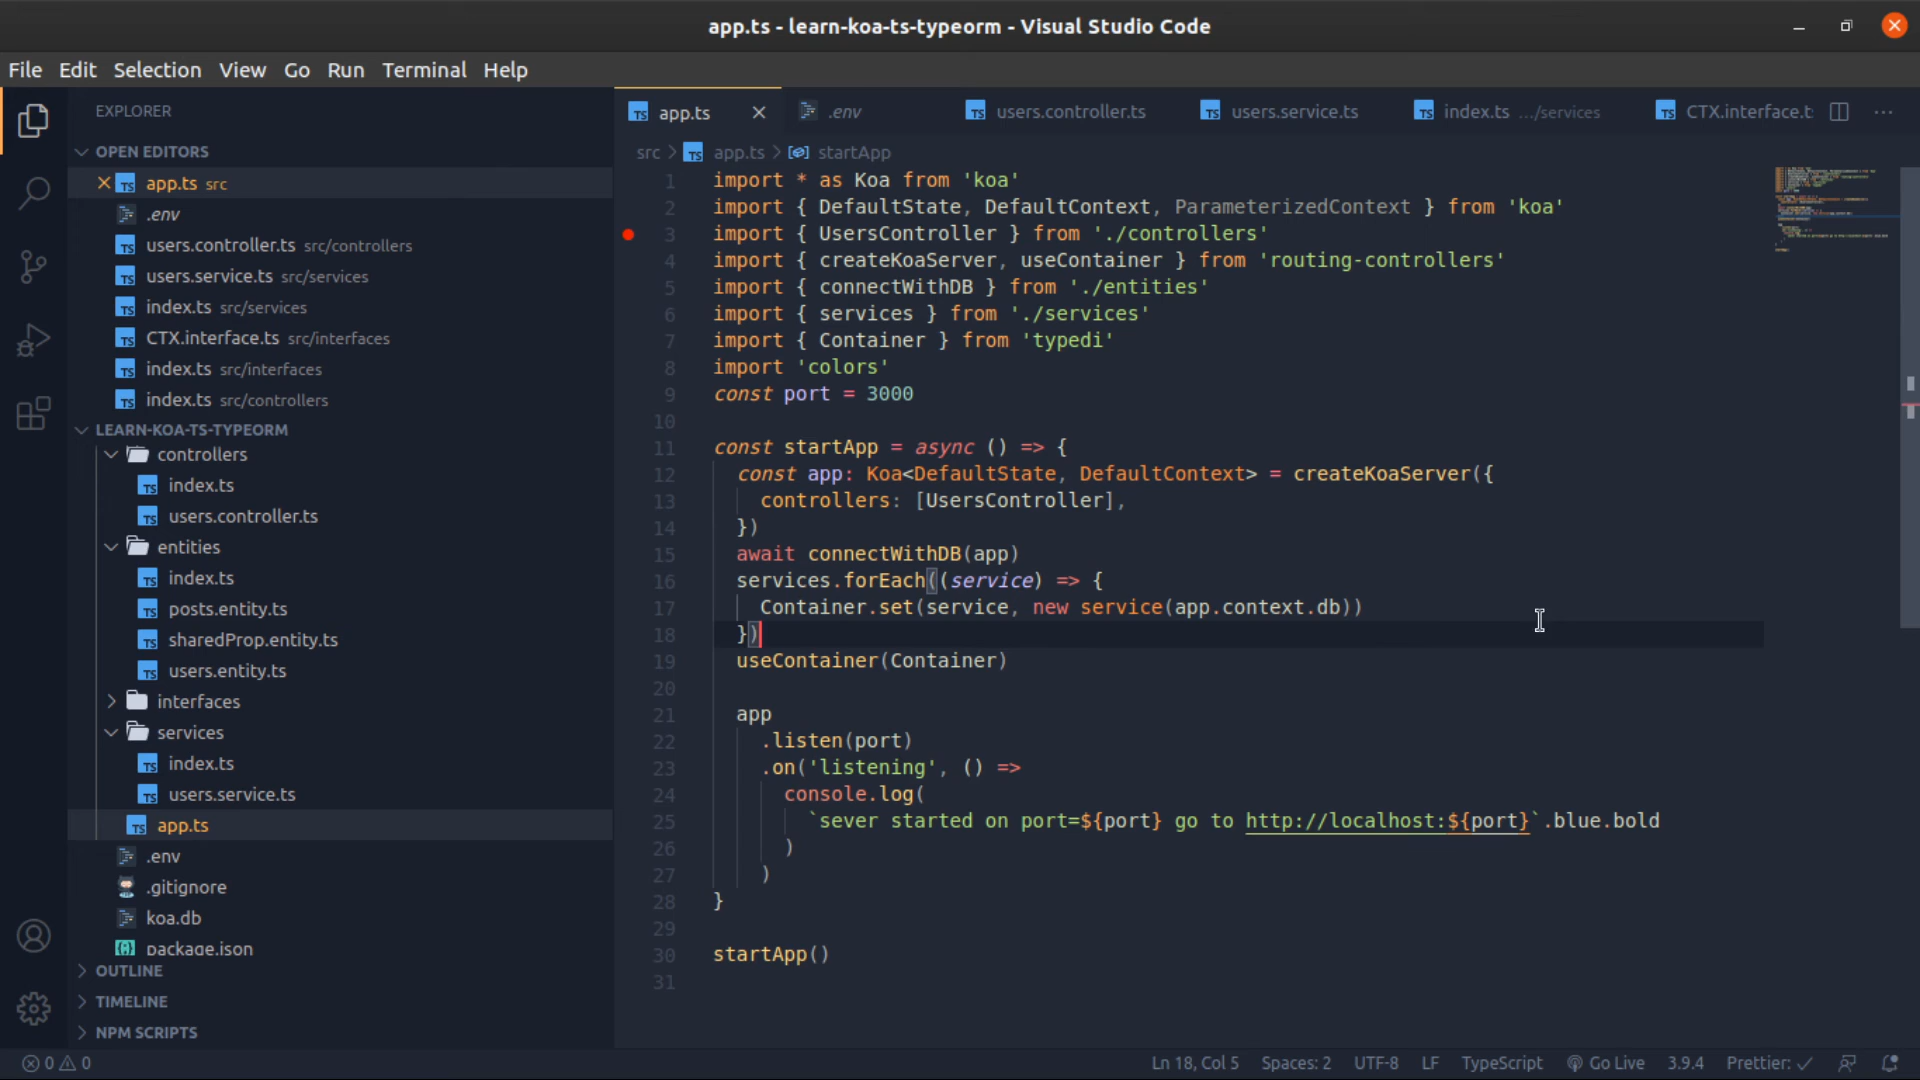 app.ts - learn-koa-ts-typeorm - Visual Studio Code
File Edit Selection View Go Run Terminal Help
EXPLORER
OPEN EDITORS
app.ts src
.env
users.controller.ts src/controllers
users.service.ts src/services
index.ts src/services
CTX.interface.ts src/interfaces
index.ts src/interfaces
index.ts src/controllers
LEARN-KOA-TS-TYPEORM
controllers
index.ts
users.controller.ts
entities
index.ts
posts.entity.ts
sharedProp.entity.ts
users.entity.ts
interfaces
services
index.ts
users.service.ts
app.ts
.env
.gitignore
koa.db
package.json
OUTLINE
TIMELINE
NPM SCRIPTS
app.ts .env users.controller.ts users.service.ts index.ts .../services CTX.interface.t
src > app.ts > startApp
1 import * as Koa from 'koa'
2 import { DefaultState, DefaultContext, ParameterizedContext } from 'koa'
3 import { UsersController } from './controllers'
4 import { createKoaServer, useContainer } from 'routing-controllers'
5 import { connectWithDB } from './entities'
6 import { services } from './services'
7 import { Container } from 'typedi'
8 import 'colors'
9 const port = 3000
10
11 const startApp = async () => {
12 const app: Koa<DefaultState, DefaultContext> = createKoaServer({
13 controllers: [UsersController],
14 })
15 await connectWithDB(app)
16 services.forEach((service) => {
17 Container.set(service, new service(app.context.db))
18 })
19 useContainer(Container)
20
21 app
22 .listen(port)
23 .on('listening', () =>
24 console.log(
25 `sever started on port=${port} go to http://localhost:${port}`.blue.bold
26 )
27 )
28 }
29
30 startApp()
31
0 0 Ln 18, Col 5 Spaces: 2 UTF-8 LF TypeScript Go Live 3.9.4 Prettier: ✓